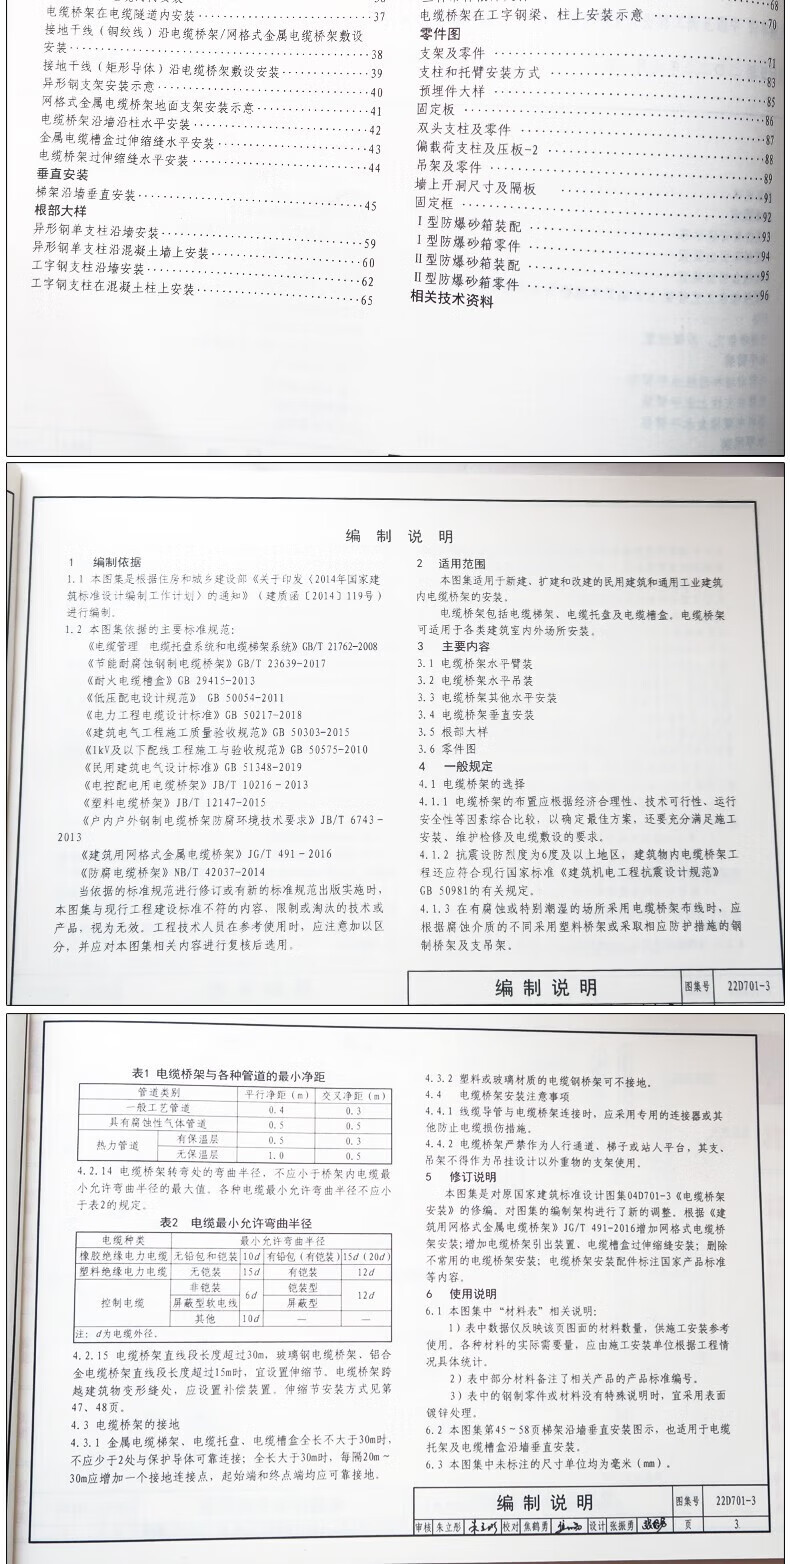 电缆桥架在电缆隧道内安装 37
接地干线（铜绞线）沿电缆桥架/网格式金属电缆桥架敷设
安装 38
接地干线（矩形导体）沿电缆桥架敷设安装 39
异形钢支架安装示意 40
网格式金属电缆桥架地面支架安装示意 41
电缆桥架沿墙沿柱水平安装 42
金属电缆槽盒过伸缩缝水平安装 43
电缆桥架过伸缩缝水平安装 44
垂直安装
梯架沿墙垂直安装 45
根部大样
异形钢单支柱沿墙安装 59
异形钢单支柱沿混凝土墙上安装 60
工字钢支柱沿墙安装 62
工字钢支柱在混凝土柱上安装 65
68
电缆桥架在工字钢梁、柱上安装示意 70
零件图
支架及零件 71
支柱和托臂安装方式 83
预埋件大样 85
固定板 86
双头支柱及零件 87
偏载荷支柱及压板-2 88
吊架及零件 89
墙上开洞尺寸及隔板 91
固定框 92
Ⅰ型防爆砂箱装配 93
Ⅰ型防爆砂箱零件 94
Ⅱ型防爆砂箱装配 95
Ⅱ型防爆砂箱零件 96
相关技术资料
编 制 说 明
1 编制依据
1.1 本图集是根据住房和城乡建设部《关于印发〈2014年国家建
筑标准设计编制工作计划〉的通知》（建质函〔2014〕119号）
进行编制。
1.2 本图集依据的主要标准规范：
《电缆管理 电缆托盘系统和电缆梯架系统》GB/T 21762-2008
《节能耐腐蚀钢制电缆桥架》GB/T 23639-2017
《耐火电缆槽盒》GB 29415-2013
《低压配电设计规范》 GB 50054-2011
《电力工程电缆设计标准》GB 50217-2018
《建筑电气工程施工质量验收规范》GB 50303-2015
《1kV及以下配线工程施工与验收规范》GB 50575-2010
《民用建筑电气设计标准》GB 51348-2019
《电控配电用电缆桥架》JB/T 10216-2013
《塑料电缆桥架》JB/T 12147-2015
《户内户外钢制电缆桥架防腐环境技术要求》JB/T 6743-
2013
《建筑用网格式金属电缆桥架》JG/T 491-2016
《防腐电缆桥架》NB/T 42037-2014
当依据的标准规范进行修订或有新的标准规范出版实施时，
本图集与现行工程建设标准不符的内容、限制或淘汰的技术或
产品，视为无效。工程技术人员在参考使用时，应注意加以区
分，并应对本图集相关内容进行复核后选用。
2 适用范围
本图集适用于新建、扩建和改建的民用建筑和通用工业建筑
内电缆桥架的安装。
电缆桥架包括电缆梯架、电缆托盘及电缆槽盒。电缆桥架
可适用于各类建筑室内外场所安装。
3 主要内容
3.1 电缆桥架水平臂装
3.2 电缆桥架水平吊装
3.3 电缆桥架其他水平安装
3.4 电缆桥架垂直安装
3.5 根部大样
3.6 零件图
4 一般规定
4.1 电缆桥架的选择
4.1.1 电缆桥架的布置应根据经济合理性、技术可行性、运行
安全性等因素综合比较，以确定最佳方案，还要充分满足施工
安装、维护检修及电缆敷设的要求。
4.1.2 抗震设防烈度为6度及以上地区，建筑物内电缆桥架工
程还应符合现行国家标准《建筑机电工程抗震设计规范》
GB 50981的有关规定。
4.1.3 在有腐蚀或特别潮湿的场所采用电缆桥架布线时，应
根据腐蚀介质的不同采用塑料桥架或采取相应防护措施的钢
制桥架及支吊架。
编 制 说 明 图集号 22D701-3
表1 电缆桥架与各种管道的最小净距
管道类别 平行净距（m） 交叉净距（m）
一般工艺管道 0.4 0.3
具有腐蚀性气体管道 0.5 0.5
热力管道 有保温层 0.5 0.3
无保温层 1.0 0.5
4.2.14 电缆桥架转弯处的弯曲半径，不应小于桥架内电缆最
小允许弯曲半径的最大值。各种电缆最小允许弯曲半径不应小
于表2的规定。
表2 电缆最小允许弯曲半径
电缆种类 最小允许弯曲半径
橡胶绝缘电力电缆 无铅包和铠装 10d 有铅包（有铠装） 15d（20d）
塑料绝缘电力电缆 无铠装 15d 有铠装 12d
控制电缆 非铠装 6d 铠装型 12d
屏蔽型软电线 屏蔽型
其他 10d — —
注：d为电缆外径。
4.2.15 电缆桥架直线段长度超过30m，玻璃钢电缆桥架、铝合
金电缆桥架直线段长度超过15m时，宜设置伸缩节。电缆桥架跨
越建筑物变形缝处，应设置补偿装置。伸缩节安装方式见第
47、48页。
4.3 电缆桥架的接地
4.3.1 金属电缆梯架、电缆托盘、电缆槽盒全长不大于30m时，
不应少于2处与保护导体可靠连接；全长大于30m时，每隔20m～
30m应增加一个接地连接点，起始端和终点端均应可靠接地。
4.3.2 塑料或玻璃材质的电缆钢桥架可不接地。
4.4 电缆桥架安装注意事项
4.4.1 线缆导管与电缆桥架连接时，应采用专用的连接器或其
他防止电缆损伤措施。
4.4.2 电缆桥架严禁作为人行通道、梯子或站人平台，其支、
吊架不得作为吊挂设计以外重物的支架使用。
5 修订说明
本图集是对原国家建筑标准设计图集04D701-3《电缆桥架
安装》的修编。对图集的编制架构进行了新的调整。根据《建
筑用网格式金属电缆桥架》JG/T 491-2016增加网格式电缆桥
架安装；增加电缆桥架引出装置、电缆槽盒过伸缩缝安装；删除
不常用的电缆桥架安装；电缆桥架安装配件标注国家产品标准
等内容。
6 使用说明
6.1 本图集中“材料表”相关说明：
1）表中数据仅反映该页图面的材料数量，供施工安装参考
使用。各种材料的实际需要量，应由施工安装单位根据工程情
况具体统计。
2）表中部分材料备注了相关产品的产品标准编号。
3）表中的钢制零件或材料没有特殊说明时，宜采用表面
镀锌处理。
6.2 本图集第45～58页梯架沿墙垂直安装图示，也适用于电缆
托架及电缆槽盒沿墙垂直安装。
6.3 本图集中未标注的尺寸单位均为毫米（mm）。
编 制 说 明 图集号 22D701-3
审核 朱立彤 校对 焦鹤勇 设计 张振勇 页 3